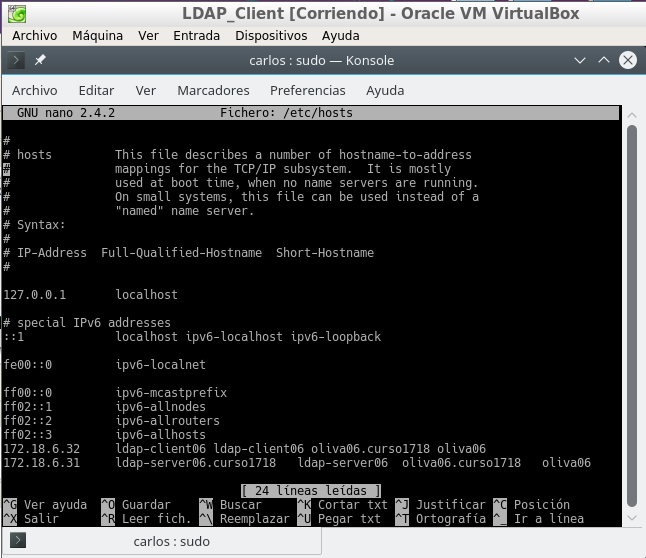 LDAP_Client [Corriendo] - Oracle VM VirtualBox
Archivo Máquina Ver Entrada Dispositivos Ayuda
carlos : sudo — Konsole
Archivo Editar Ver Marcadores Preferencias Ayuda
GNU nano 2.4.2 Fichero: /etc/hosts
#
# hosts This file describes a number of hostname-to-address
# mappings for the TCP/IP subsystem. It is mostly
# used at boot time, when no name servers are running.
# On small systems, this file can be used instead of a
# "named" name server.
# Syntax:
#
# IP-Address Full-Qualified-Hostname Short-Hostname
#
127.0.0.1 localhost
# special IPv6 addresses
::1 localhost ipv6-localhost ipv6-loopback
fe00::0 ipv6-localnet
ff00::0 ipv6-mcastprefix
ff02::1 ipv6-allnodes
ff02::2 ipv6-allrouters
ff02::3 ipv6-allhosts
172.18.6.32 ldap-client06 ldap-client06 oliva06.curso1718 oliva06
172.18.6.31 ldap-server06.curso1718 ldap-server06 oliva06.curso1718 oliva06
[ 24 líneas leídas ]
^G Ver ayuda ^O Guardar ^W Buscar ^K Cortar txt ^J Justificar ^C Posición
^X Salir ^R Leer fich. ^\ Reemplazar ^U Pegar txt ^T Ortografía ^_ Ir a línea
carlos : sudo